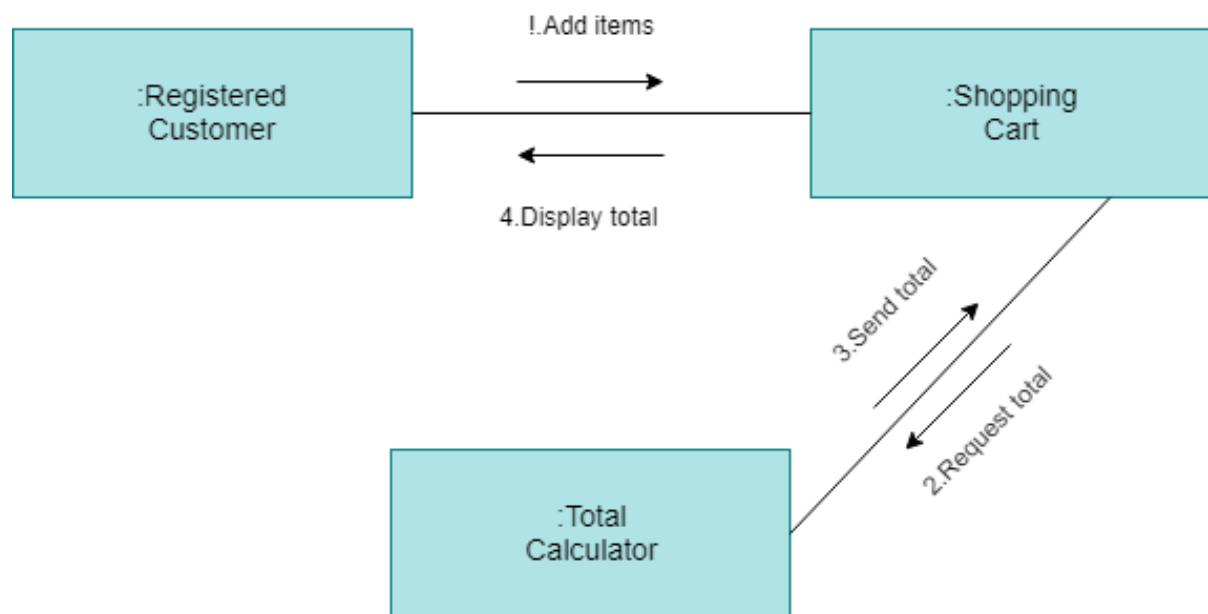 !.Add items
:Registered
Customer
:Shopping
Cart
4.Display total
3.Send total
2.Request total
:Total
Calculator